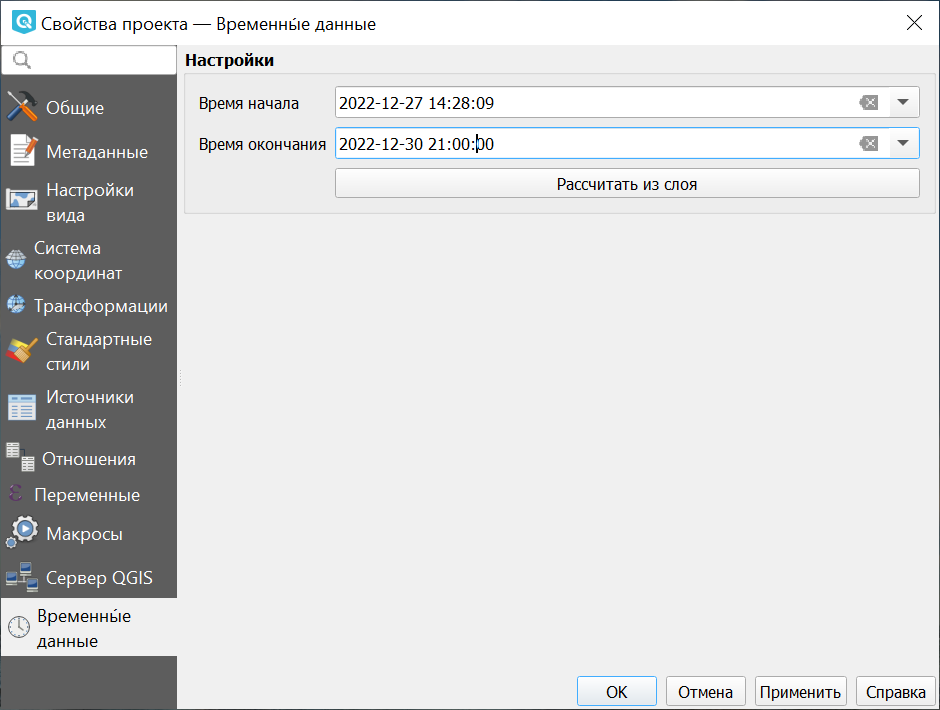 Свойства проекта — Временны́е данные
Настройки
Время начала
2022-12-27 14:28:09
Время окончания
2022-12-30 21:00:00
Рассчитать из слоя
Общие
Метаданные
Настройки
вида
Система
координат
Трансформации
Стандартные
стили
Источники
данных
Отношения
Переменные
Макросы
Сервер QGIS
Временны́е
данные
OK
Отмена
Применить
Справка